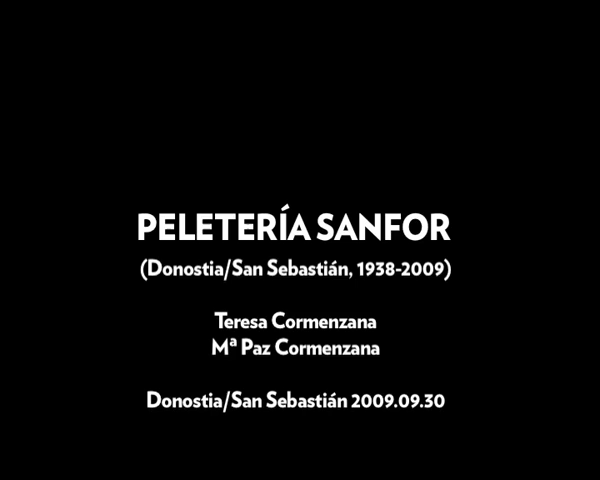 PELETERÍA SANFOR
(Donostia/San Sebastián, 1938-2009)
Teresa Cormenzana
Mª Paz Cormenzana
Donostia/San Sebastián 2009.09.30